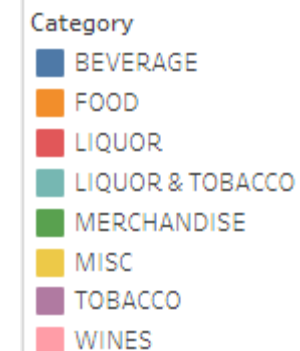 Category
BEVERAGE
FOOD
LIQUOR
LIQUOR & TOBACCO
MERCHANDISE
MISC
TOBACCO
WINES